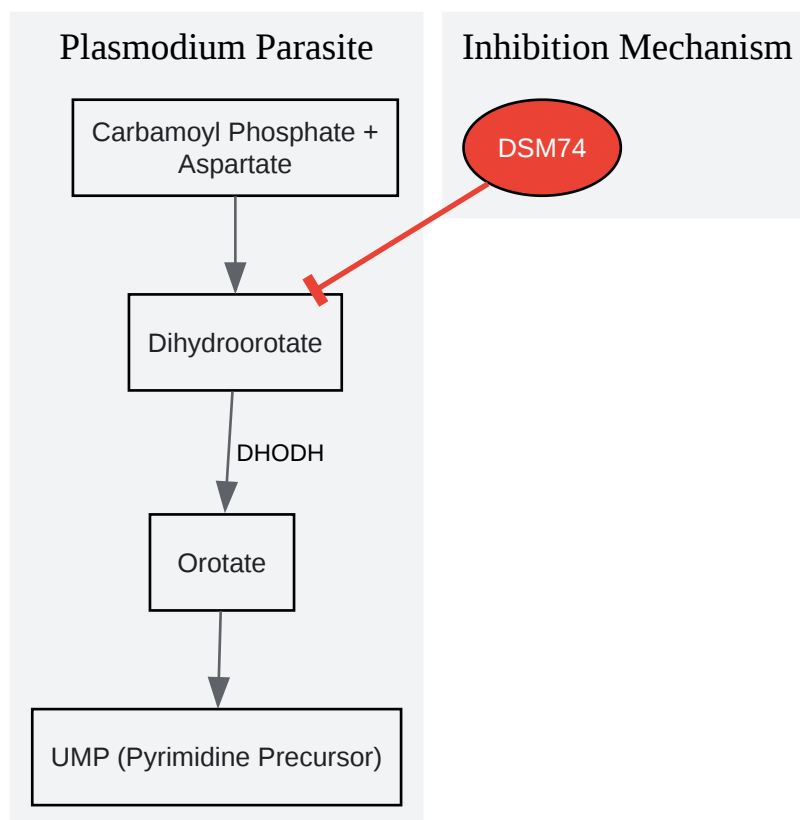 Plasmodium Parasite
Inhibition Mechanism
Carbamoyl Phosphate +
Aspartate
DSM74
Dihydroorotate
DHODH
Orotate
UMP (Pyrimidine Precursor)